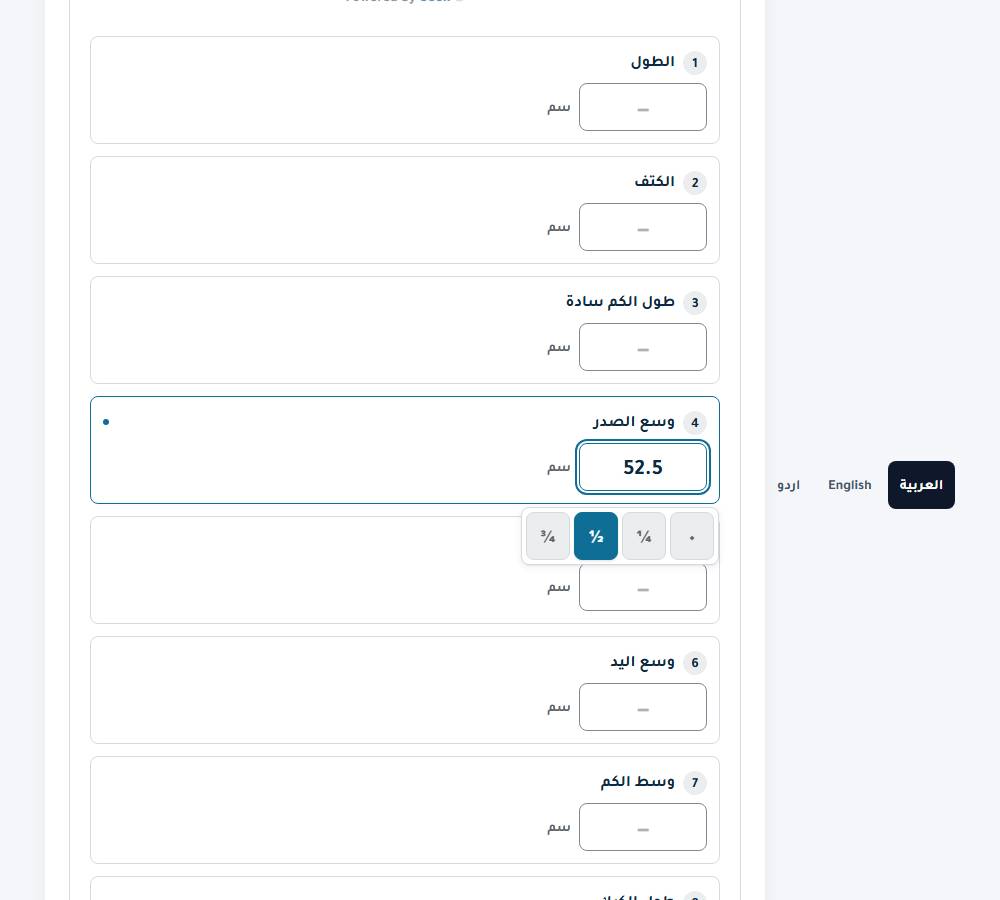 1 الطول
— سم
2 الكتف
— سم
3 طول الكم سادة
— سم
4 وسع الصدر
52.5 سم
العربية English اردو
٠ ¼ ½ ¾
— سم
6 وسع اليد
— سم
7 وسط الكم
— سم